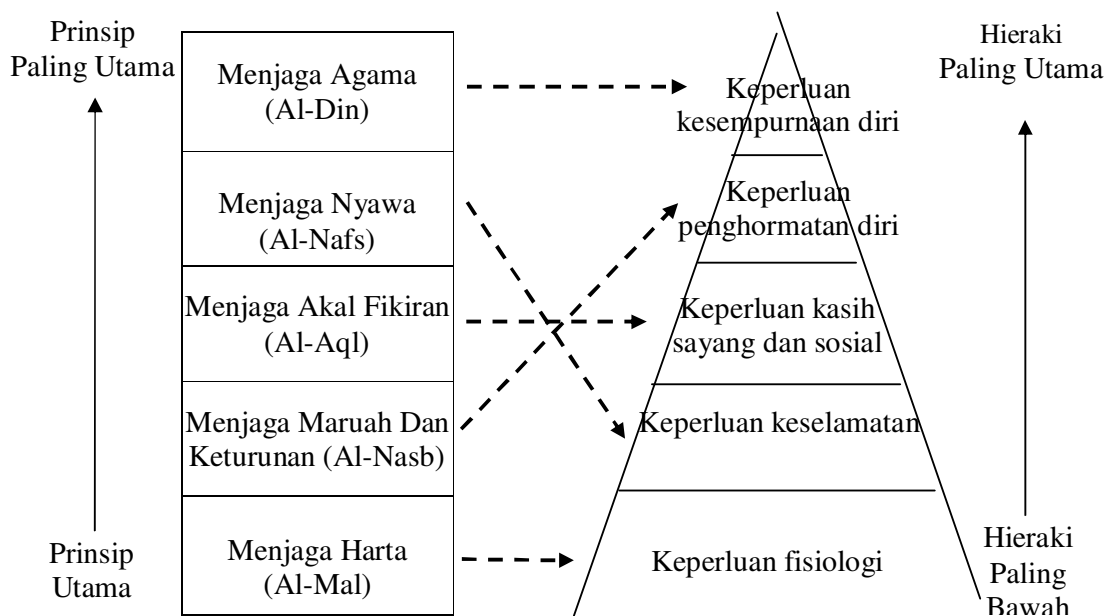 Prinsip
Paling Utama
Menjaga Agama
(Al-Din)
Menjaga Nyawa
(Al-Nafs)
Menjaga Akal Fikiran
(Al-Aql)
Menjaga Maruah Dan
Keturunan (Al-Nasb)
Menjaga Harta
(Al-Mal)
Prinsip
Utama
Keperluan
kesempurnaan diri
Keperluan
penghormatan diri
Keperluan kasih
sayang dan sosial
Keperluan keselamatan
Keperluan fisiologi
Hieraki
Paling Utama
Hieraki
Paling
Bawah